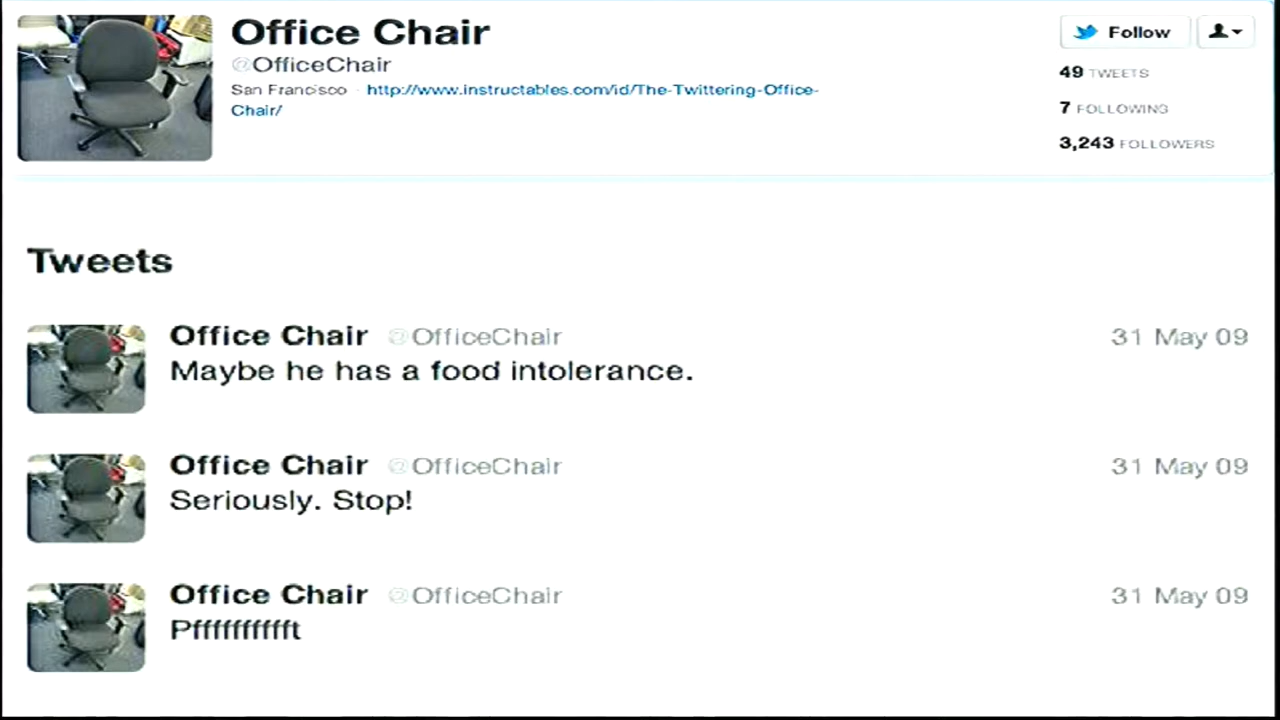 Office Chair
@OfficeChair
San Francisco · http://www.instructables.com/id/The-Twittering-Office-
Chair/
Follow
49 TWEETS
7 FOLLOWING
3,243 FOLLOWERS
Tweets
Office Chair @OfficeChair 31 May 09
Maybe he has a food intolerance.
Office Chair @OfficeChair 31 May 09
Seriously. Stop!
Office Chair @OfficeChair 31 May 09
Pffffffffffft